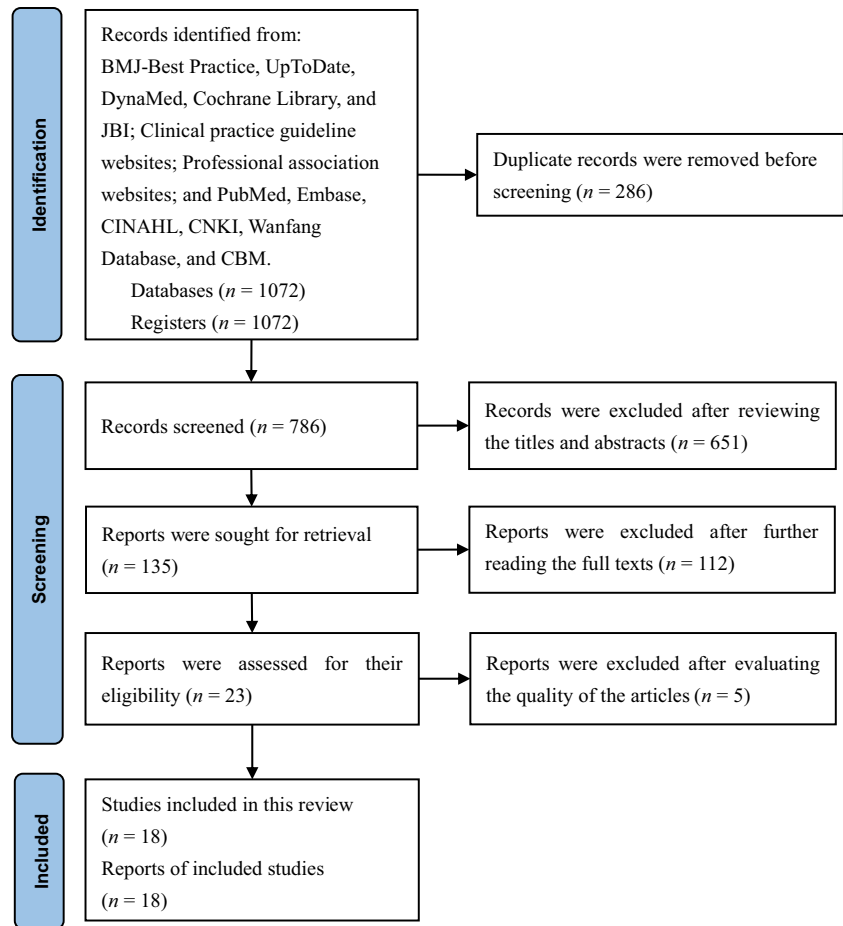 Identification
Records identified from:
BMJ-Best Practice, UpToDate,
DynaMed, Cochrane Library, and
JBI; Clinical practice guideline
websites; Professional association
websites; and PubMed, Embase,
CINAHL, CNKI, Wanfang
Database, and CBM.
Databases (n = 1072)
Registers (n = 1072)
Duplicate records were removed before
screening (n = 286)
Screening
Records screened (n = 786)
Records were excluded after reviewing
the titles and abstracts (n = 651)
Reports were sought for retrieval
(n = 135)
Reports were excluded after further
reading the full texts (n = 112)
Reports were assessed for their
eligibility (n = 23)
Reports were excluded after evaluating
the quality of the articles (n = 5)
Included
Studies included in this review
(n = 18)
Reports of included studies
(n = 18)